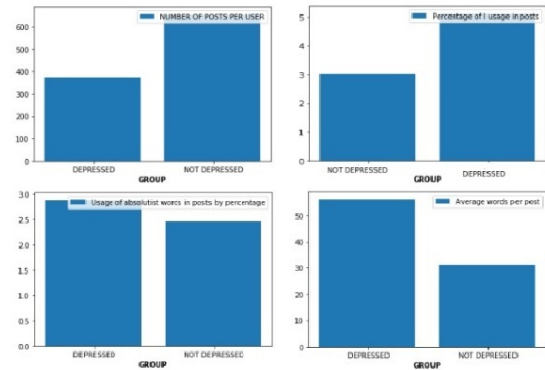 NUMBER OF POSTS PER USER
600
500
400
300
200
100
0
DEPRESSED NOT DEPRESSED
GROUP
Percentage of I usage in posts
5
4
3
2
1
0
NOT DEPRESSED DEPRESSED
GROUP
Usage of absolutist words in posts by percentage
3.0
2.5
2.0
1.5
1.0
0.5
0.0
DEPRESSED NOT DEPRESSED
GROUP
Average words per post
50
40
30
20
10
0
DEPRESSED NOT DEPRESSED
GROUP